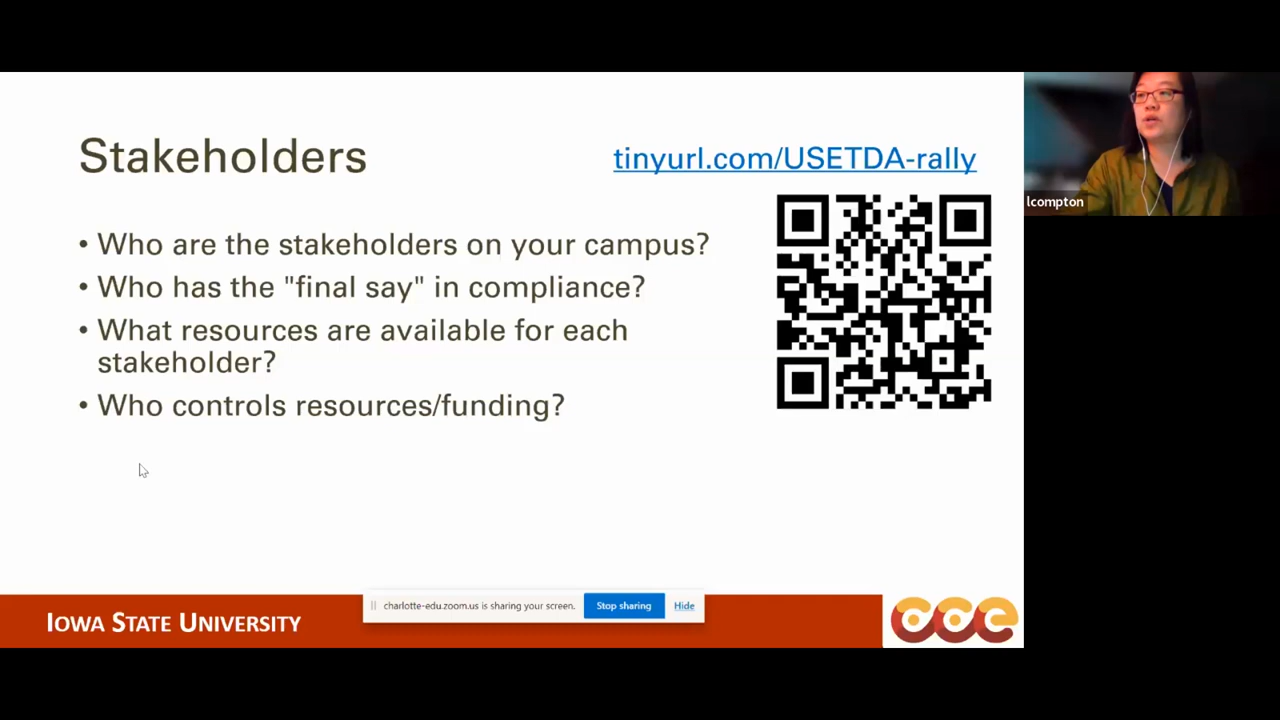 Stakeholders
tinyurl.com/USETDA-rally
• Who are the stakeholders on your campus?
• Who has the "final say" in compliance?
• What resources are available for each
stakeholder?
• Who controls resources/funding?
lcompton
charlotte-edu.zoom.us is sharing your screen.
Stop sharing
Hide
IOWA STATE UNIVERSITY
cce